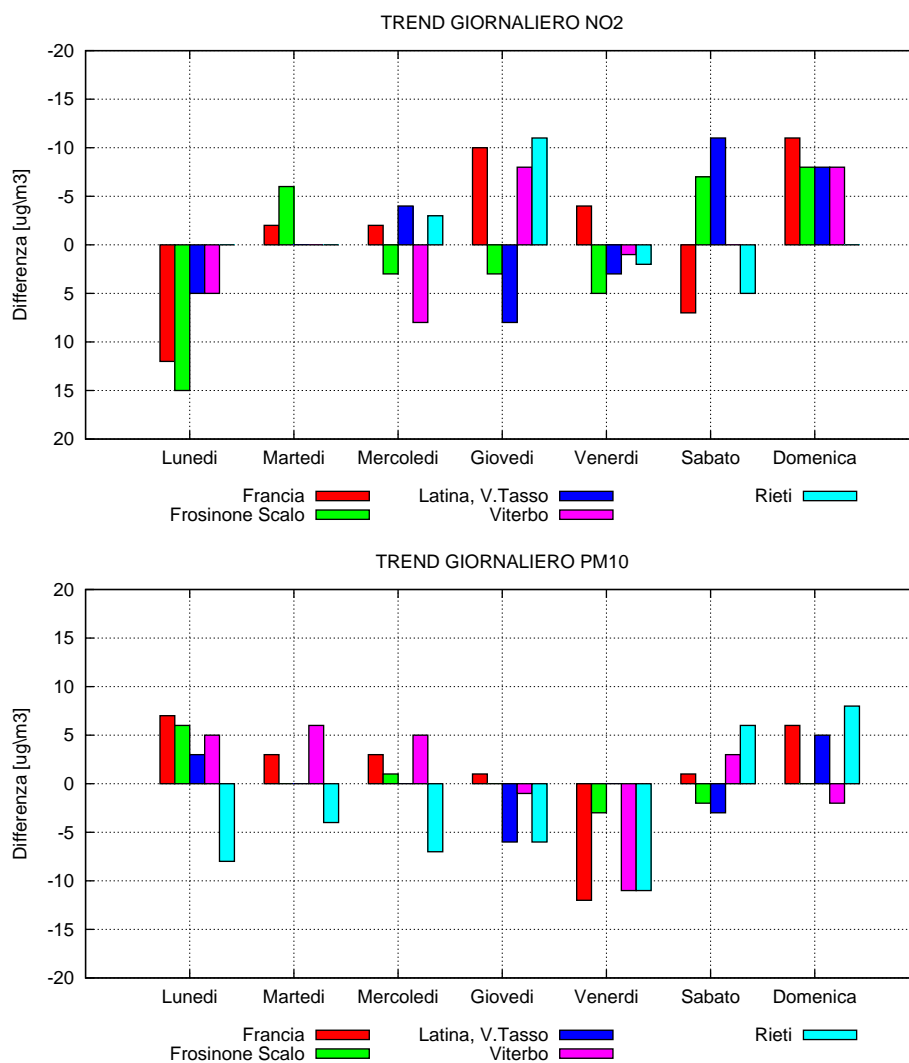 TREND GIORNALIERO NO2
-20
-15
-10
-5
0
5
10
15
20
Differenza [ug\m3]
Lunedi Martedi Mercoledi Giovedi Venerdi Sabato Domenica
Francia Latina, V.Tasso Rieti
Frosinone Scalo Viterbo
TREND GIORNALIERO PM10
20
15
10
5
0
-5
-10
-15
-20
Differenza [ug\m3]
Lunedi Martedi Mercoledi Giovedi Venerdi Sabato Domenica
Francia Latina, V.Tasso Rieti
Frosinone Scalo Viterbo